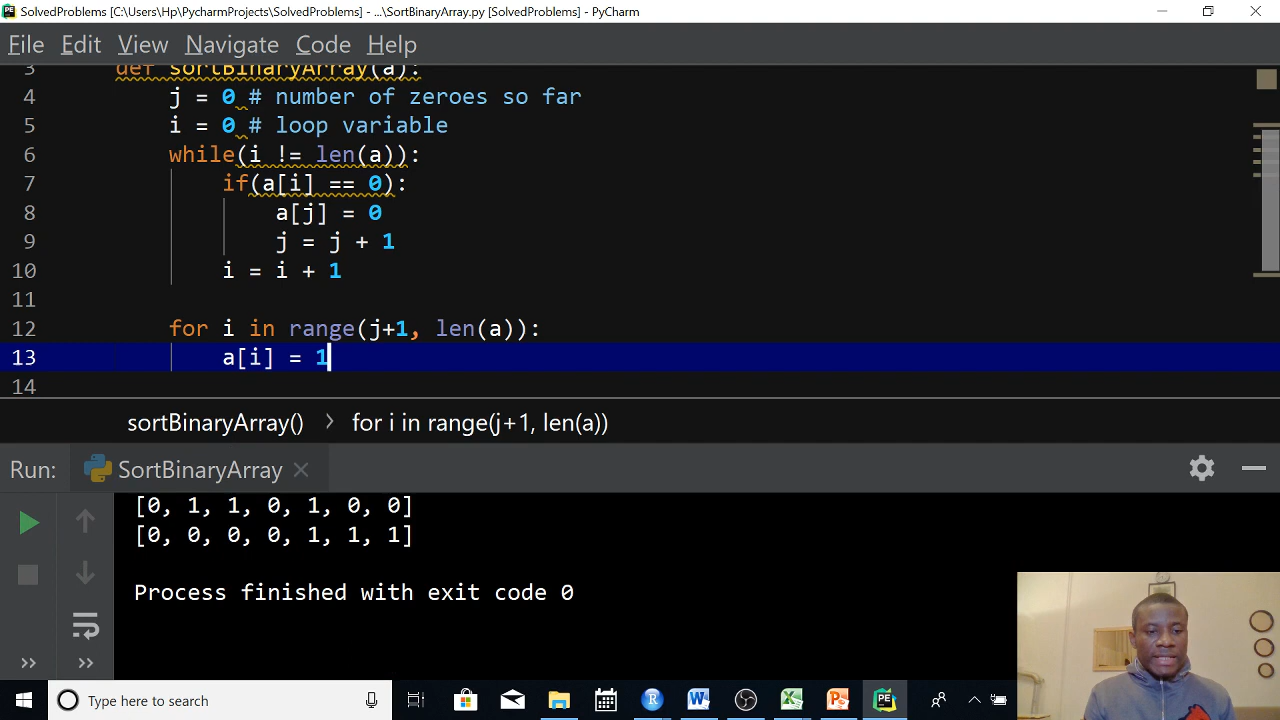 SolvedProblems [C:\Users\Hp\PycharmProjects\SolvedProblems] - ...\SortBinaryArray.py [SolvedProblems] - PyCharm
File Edit View Navigate Code Help
3 def sortBinaryArray(a):
4 j = 0 # number of zeroes so far
5 i = 0 # loop variable
6 while(i != len(a)):
7 if(a[i] == 0):
8 a[j] = 0
9 j = j + 1
10 i = i + 1
11
12 for i in range(j+1, len(a)):
13 a[i] = 1
14
sortBinaryArray() › for i in range(j+1, len(a))
Run: SortBinaryArray
[0, 1, 1, 0, 1, 0, 0]
[0, 0, 0, 0, 1, 1, 1]
Process finished with exit code 0
Type here to search